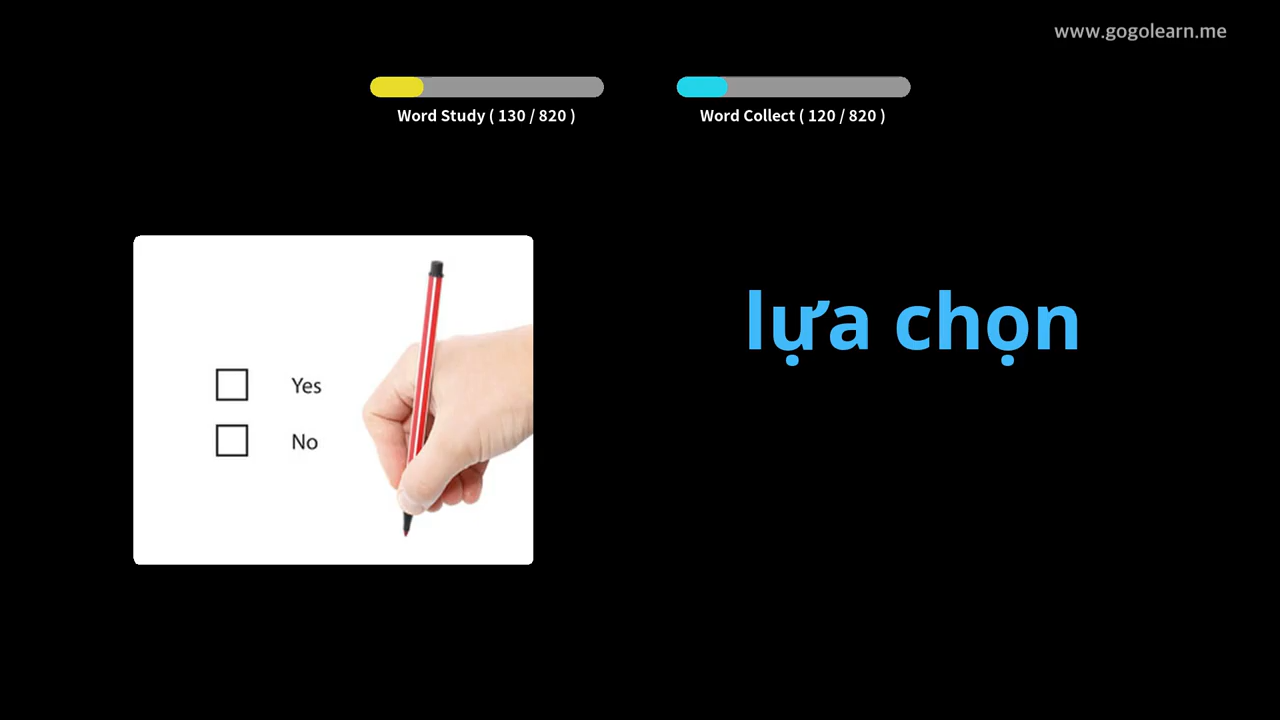 www.gogolearn.me
Word Study ( 130 / 820 )
Word Collect ( 120 / 820 )
lựa chọn
Yes
No